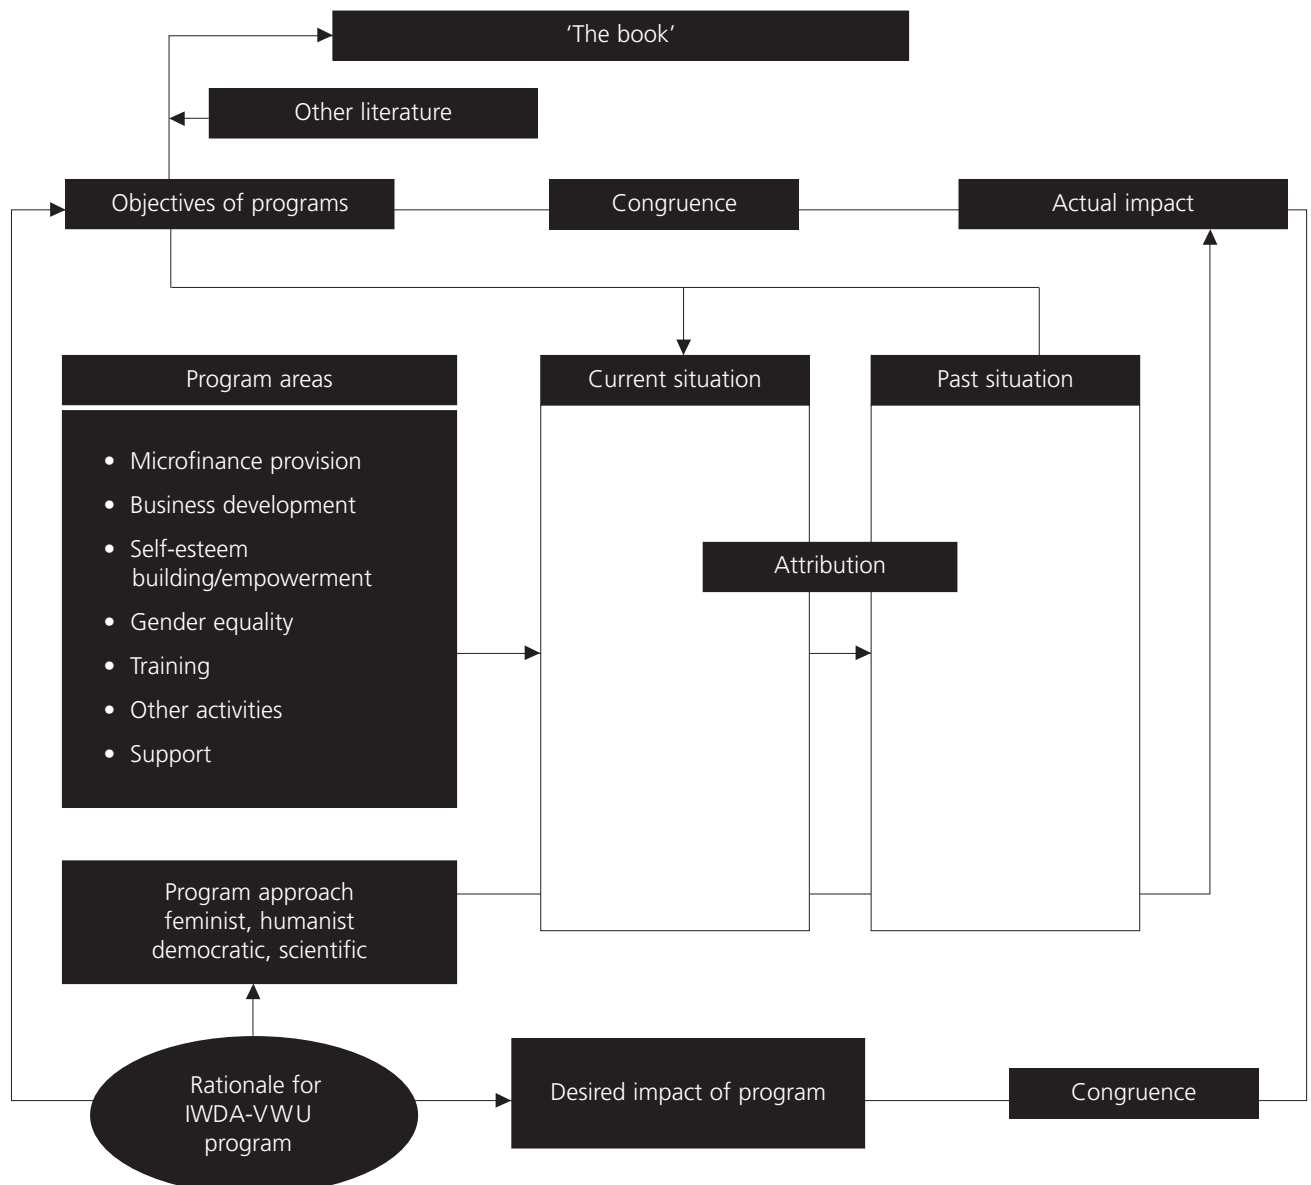 ‘The book’
Other literature
Objectives of programs
Congruence
Actual impact
Program areas
Current situation
Past situation
• Microfinance provision
• Business development
• Self-esteem
building/empowerment
• Gender equality
• Training
• Other activities
• Support
Attribution
Program approach
feminist, humanist
democratic, scientific
Rationale for
IWDA-VWU
program
Desired impact of program
Congruence